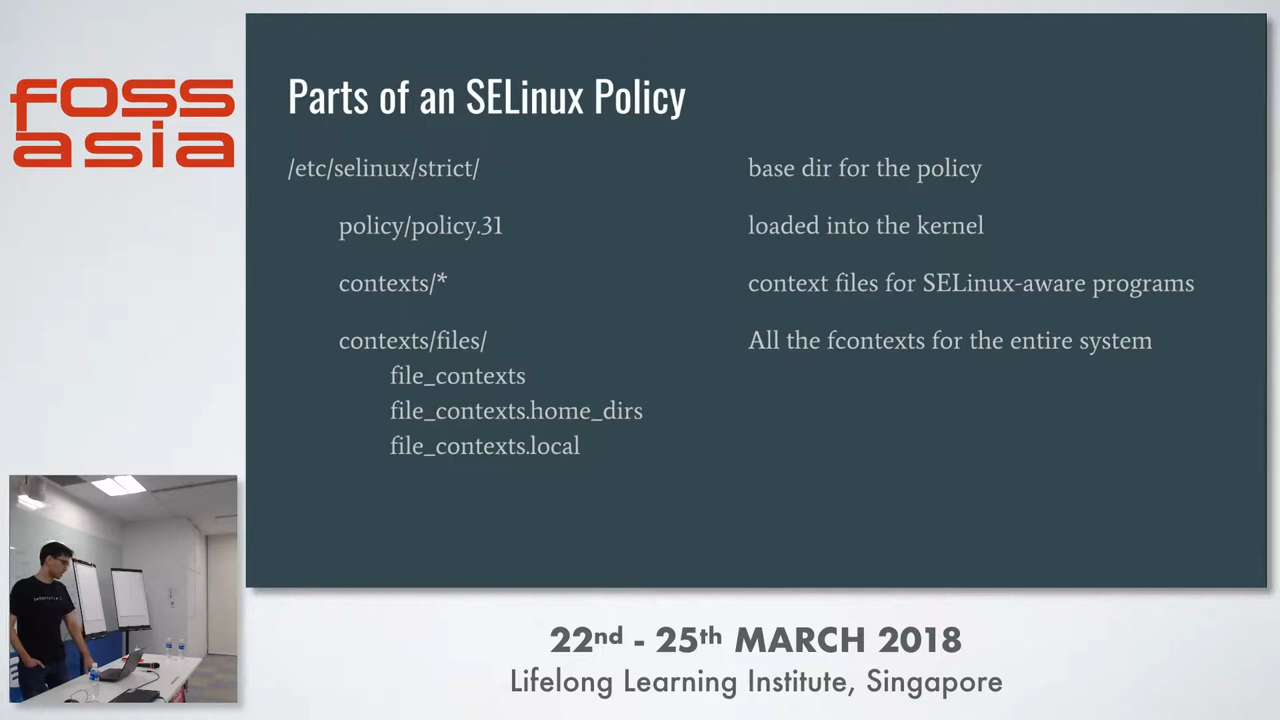 foss
asia
Parts of an SELinux Policy
/etc/selinux/strict/ base dir for the policy
policy/policy.31 loaded into the kernel
contexts/* context files for SELinux-aware programs
contexts/files/ All the fcontexts for the entire system
file_contexts
file_contexts.home_dirs
file_contexts.local
22nd - 25th MARCH 2018
Lifelong Learning Institute, Singapore